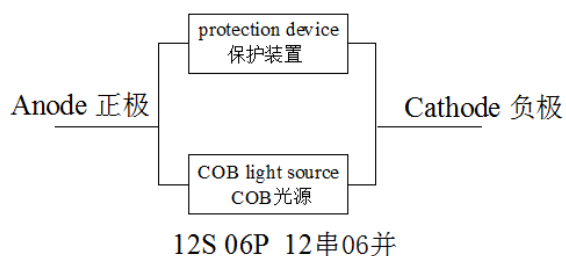 protection device
保护装置
Anode 正极
Cathode 负极
COB light source
COB光源
12S 06P 12串06并